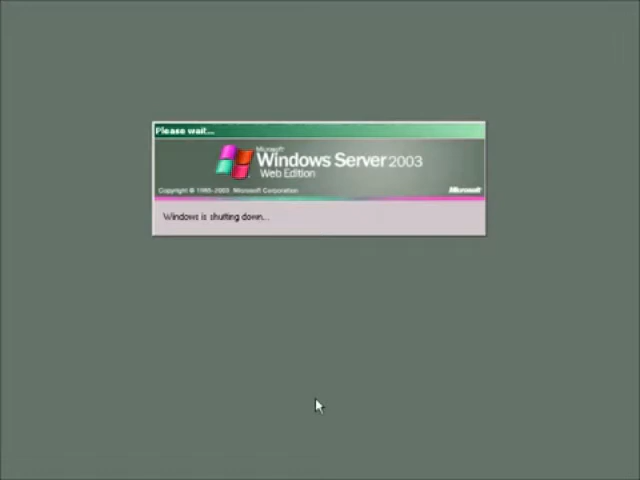 Please wait...
Microsoft
Windows Server 2003
Web Edition
Copyright © 1985-2003 Microsoft Corporation
Microsoft
Windows is shutting down...